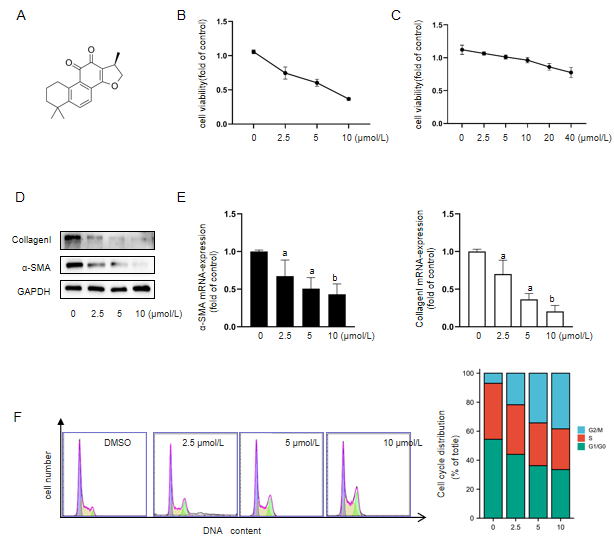 A
O
O
O
B
cell viability(fold of control)
1.5
1.0
0.5
0.0
0 2.5 5 10 (μmol/L)
C
cell viability(fold of control)
1.5
1.0
0.5
0.0
0 2.5 5 10 20 40 (μmol/L)
D
CollagenI
α-SMA
GAPDH
0 2.5 5 10 (μmol/L)
E
α-SMA mRNA-expression
(fold of control)
1.5
1.0
0.5
0.0
a
a
b
0 2.5 5 10 (μmol/L)
CollagenI mRNA-expression
(fold of control)
1.5
1.0
0.5
0.0
a
a
b
0 2.5 5 10 (μmol/L)
F
cell number
DMSO
2.5 μmol/L
5 μmol/L
10 μmol/L
DNA content
Cell cycle distribution
(% of totle)
100
80
60
40
20
0
0 2.5 5 10
G2/M
S
G1/G0